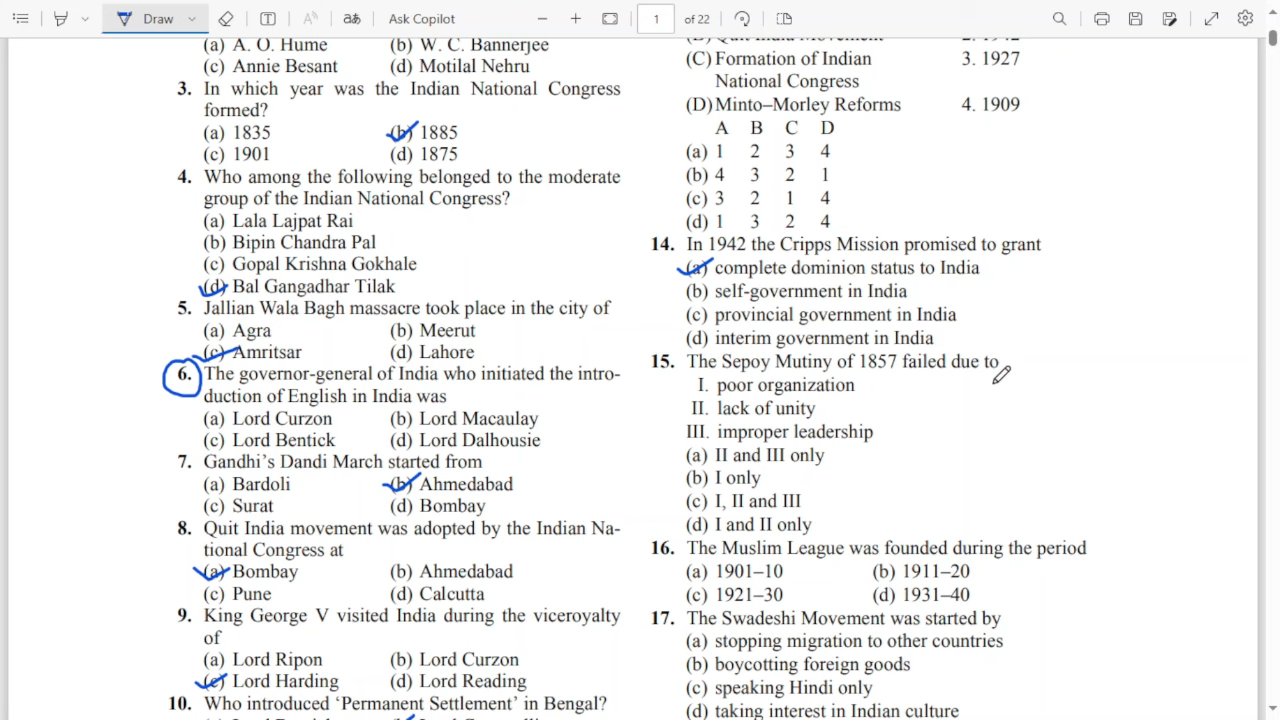 Draw
Ask Copilot
1 of 22
(a) A. O. Hume (b) W. C. Bannerjee
(c) Annie Besant (d) Motilal Nehru
3. In which year was the Indian National Congress
formed?
(a) 1835 (b) 1885
(c) 1901 (d) 1875
4. Who among the following belonged to the moderate
group of the Indian National Congress?
(a) Lala Lajpat Rai
(b) Bipin Chandra Pal
(c) Gopal Krishna Gokhale
(d) Bal Gangadhar Tilak
5. Jallian Wala Bagh massacre took place in the city of
(a) Agra (b) Meerut
(c) Amritsar (d) Lahore
6. The governor-general of India who initiated the intro-
duction of English in India was
(a) Lord Curzon (b) Lord Macaulay
(c) Lord Bentick (d) Lord Dalhousie
7. Gandhi's Dandi March started from
(a) Bardoli (b) Ahmedabad
(c) Surat (d) Bombay
8. Quit India movement was adopted by the Indian Na-
tional Congress at
(a) Bombay (b) Ahmedabad
(c) Pune (d) Calcutta
9. King George V visited India during the viceroyalty
of
(a) Lord Ripon (b) Lord Curzon
(c) Lord Harding (d) Lord Reading
10. Who introduced 'Permanent Settlement' in Bengal?
(C) Formation of Indian 3. 1927
National Congress
(D) Minto–Morley Reforms 4. 1909
A B C D
(a) 1 2 3 4
(b) 4 3 2 1
(c) 3 2 1 4
(d) 1 3 2 4
14. In 1942 the Cripps Mission promised to grant
(a) complete dominion status to India
(b) self-government in India
(c) provincial government in India
(d) interim government in India
15. The Sepoy Mutiny of 1857 failed due to
I. poor organization
II. lack of unity
III. improper leadership
(a) II and III only
(b) I only
(c) I, II and III
(d) I and II only
16. The Muslim League was founded during the period
(a) 1901–10 (b) 1911–20
(c) 1921–30 (d) 1931–40
17. The Swadeshi Movement was started by
(a) stopping migration to other countries
(b) boycotting foreign goods
(c) speaking Hindi only
(d) taking interest in Indian culture